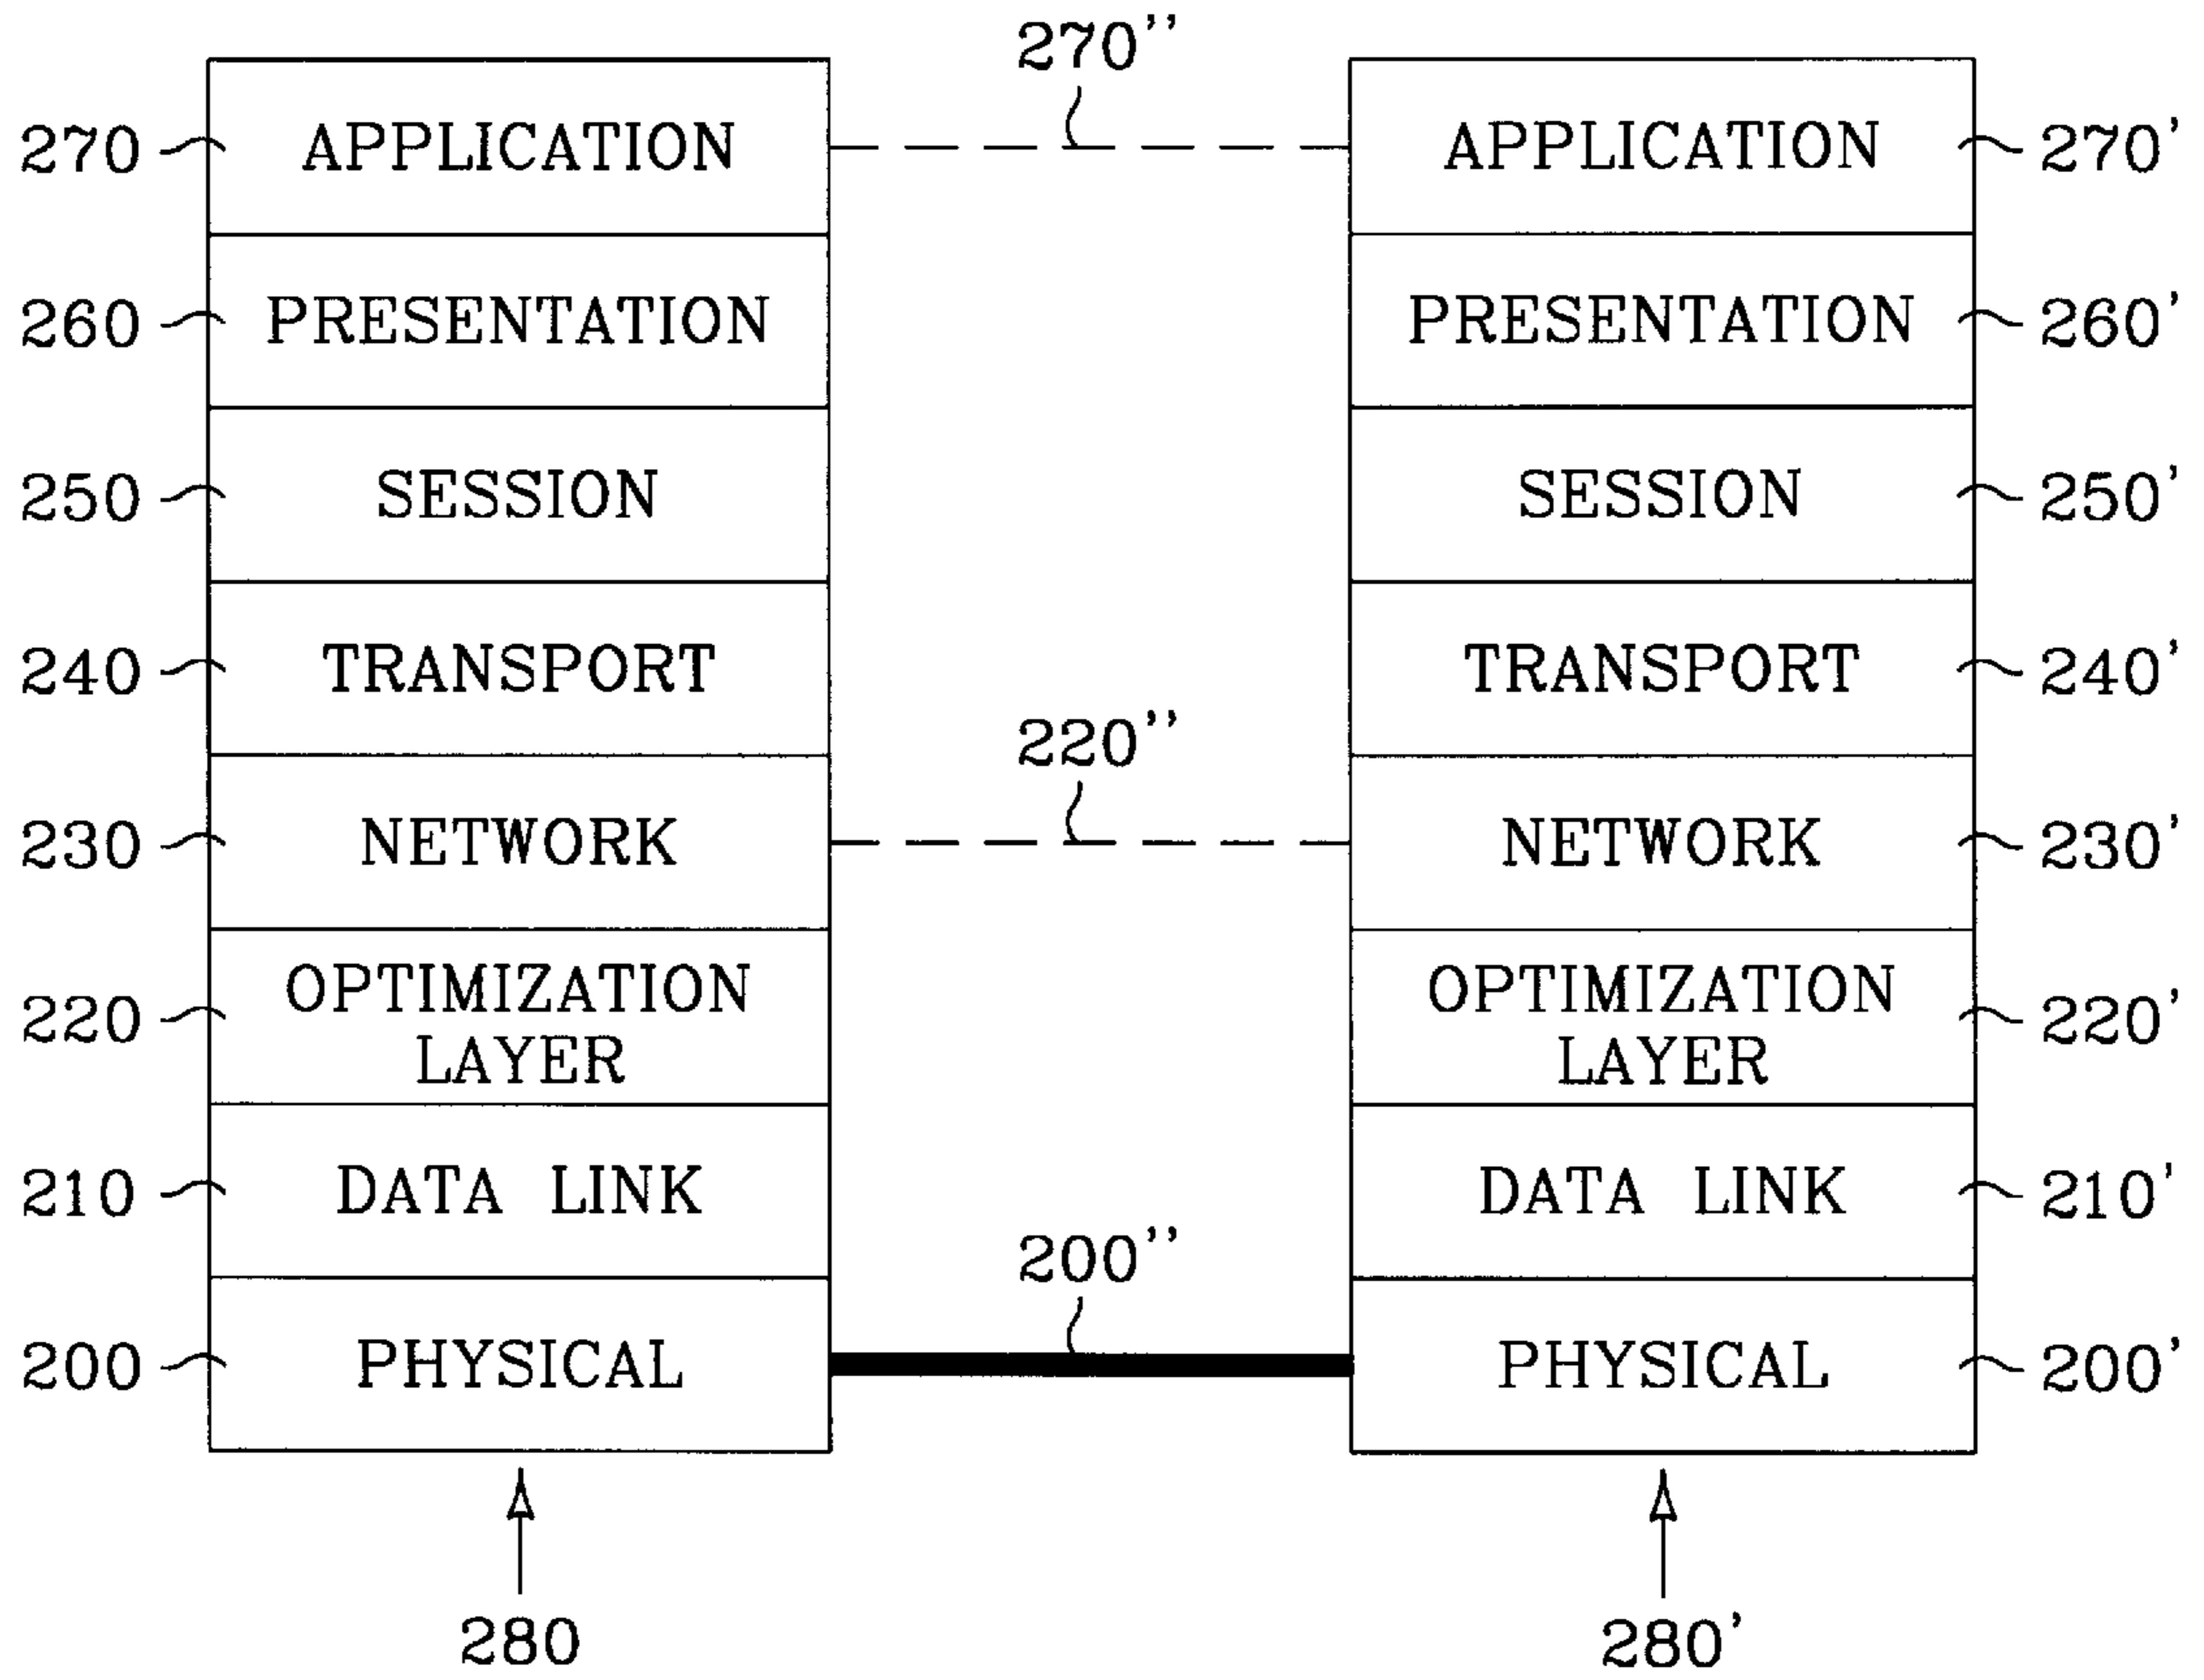 270''
270 APPLICATION APPLICATION 270'
260 PRESENTATION PRESENTATION 260'
250 SESSION SESSION 250'
240 TRANSPORT TRANSPORT 240'
220''
230 NETWORK NETWORK 230'
220 OPTIMIZATION LAYER OPTIMIZATION LAYER 220'
210 DATA LINK DATA LINK 210'
200''
200 PHYSICAL PHYSICAL 200'
280 280'